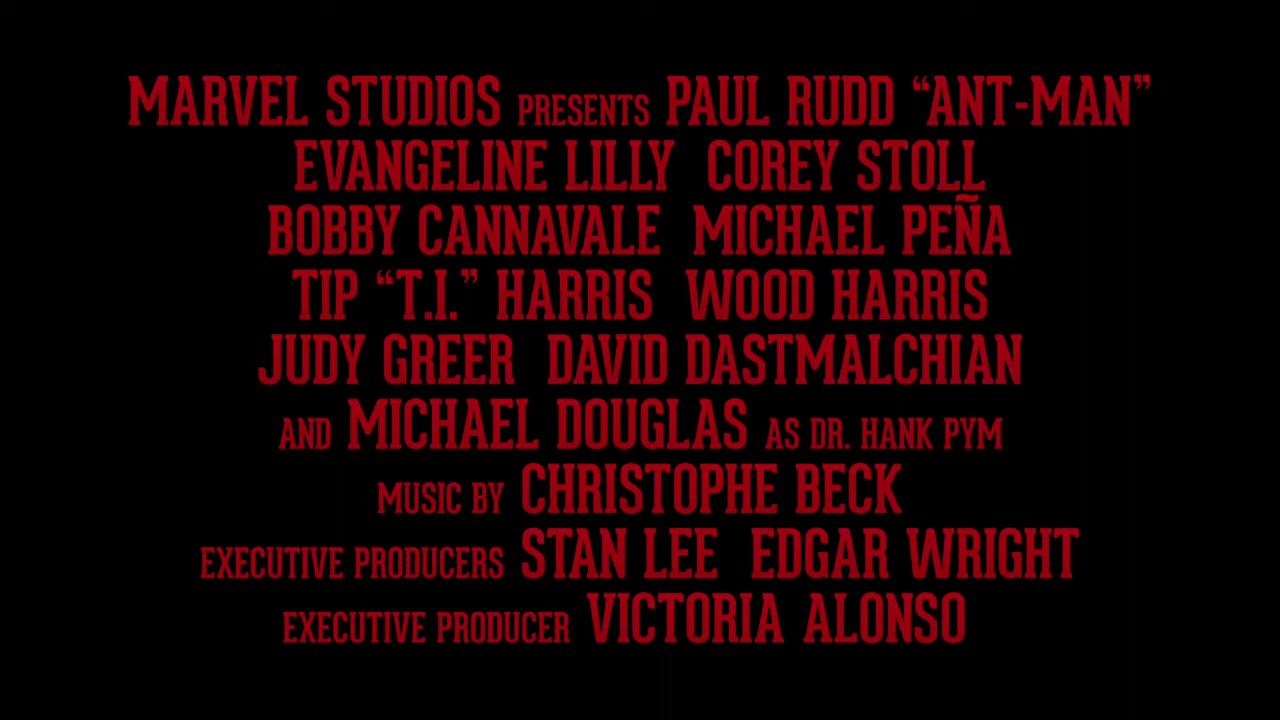 MARVEL STUDIOS PRESENTS PAUL RUDD “ANT-MAN”
EVANGELINE LILLY COREY STOLL
BOBBY CANNAVALE MICHAEL PEÑA
TIP “T.I.” HARRIS WOOD HARRIS
JUDY GREER DAVID DASTMALCHIAN
AND MICHAEL DOUGLAS AS DR. HANK PYM
MUSIC BY CHRISTOPHE BECK
EXECUTIVE PRODUCERS STAN LEE EDGAR WRIGHT
EXECUTIVE PRODUCER VICTORIA ALONSO